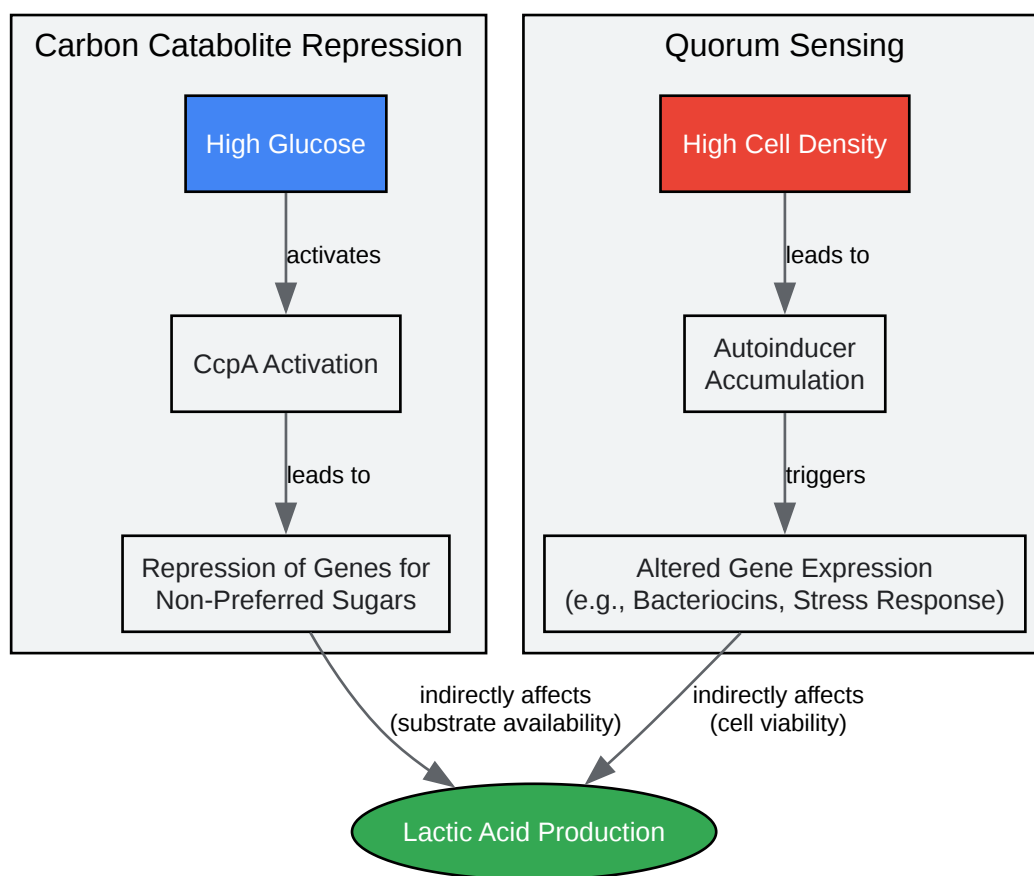 Carbon Catabolite Repression
High Glucose
activates
CcpA Activation
leads to
Repression of Genes for
Non-Preferred Sugars
indirectly affects
(substrate availability)
Quorum Sensing
High Cell Density
leads to
Autoinducer
Accumulation
triggers
Altered Gene Expression
(e.g., Bacteriocins, Stress Response)
indirectly affects
(cell viability)
Lactic Acid Production